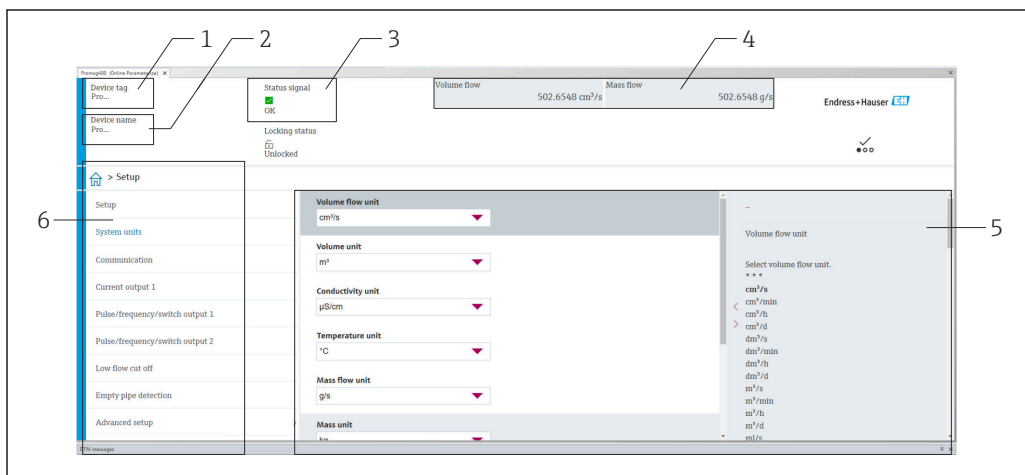 1
2
3
4
Promag400 (Online Parameterize)
Device tag
Pro...
Device name
Pro...
Status signal
OK
Locking status
Unlocked
Volume flow
502.6548 cm³/s
Mass flow
502.6548 g/s
Endress+Hauser EH
> Setup
6
5
Setup
System units
Communication
Current output 1
Pulse/frequency/switch output 1
Pulse/frequency/switch output 2
Low flow cut off
Empty pipe detection
Advanced setup
Volume flow unit
cm³/s
Volume unit
m³
Conductivity unit
µS/cm
Temperature unit
°C
Mass flow unit
g/s
Mass unit
kg
..
Volume flow unit
Select volume flow unit.
* * *
cm³/s
cm³/min
cm³/h
cm³/d
dm³/s
dm³/min
dm³/h
dm³/d
m³/s
m³/min
m³/h
m³/d
ml/s
DTM messages